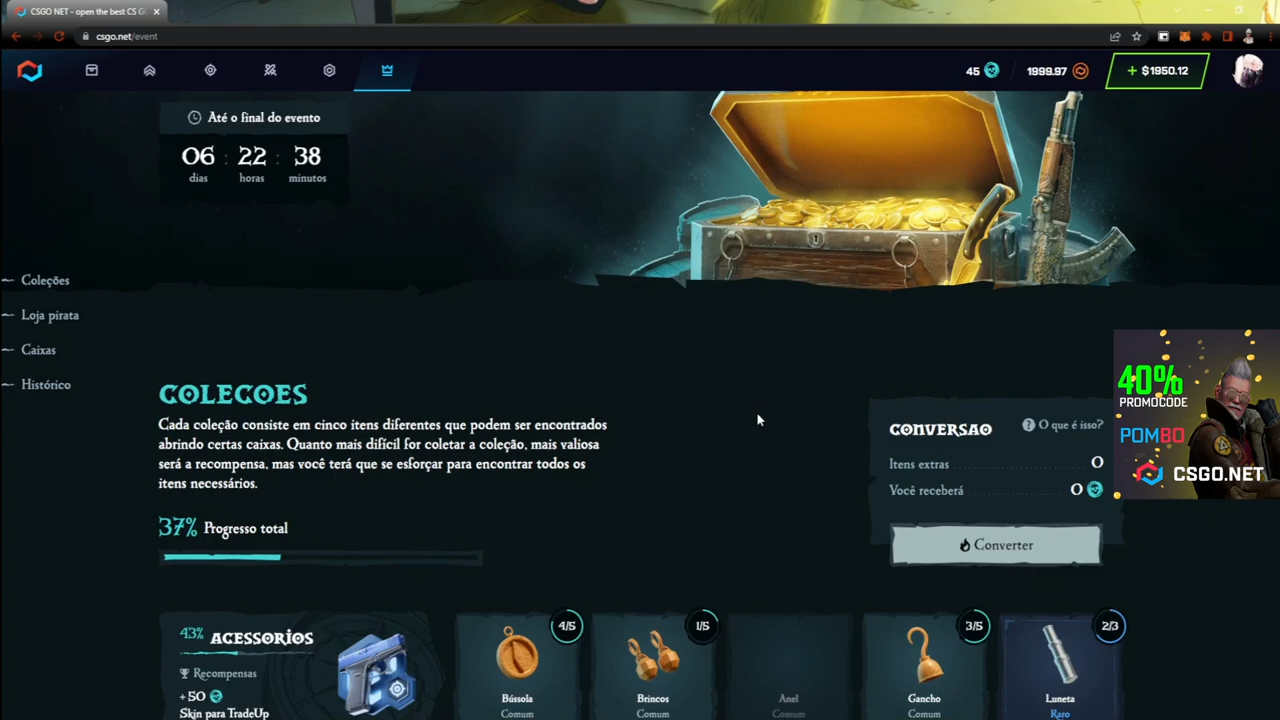 CSGO NET - open the best CS G
csgo.net/event
45
1999.97
+ $1950.12
Até o final do evento
06 : 22 : 38
dias horas minutos
Coleções
Loja pirata
Caixas
Histórico
COLECOES
Cada coleção consiste em cinco itens diferentes que podem ser encontrados
abrindo certas caixas. Quanto mais difícil for coletar a coleção, mais valiosa
será a recompensa, mas você terá que se esforçar para encontrar todos os
itens necessários.
37% Progresso total
CONVERSAO
? O que é isso?
Itens extras 0
Você receberá 0
Converter
40%
PROMOCODE
POMBO
CSGO.NET
43% ACESSORIOS
Recompensas
+50
Skin para TradeUp
4/5
Bússola
Comum
1/5
Brincos
Comum
Anel
Comum
3/5
Gancho
Comum
2/3
Luneta
Raro